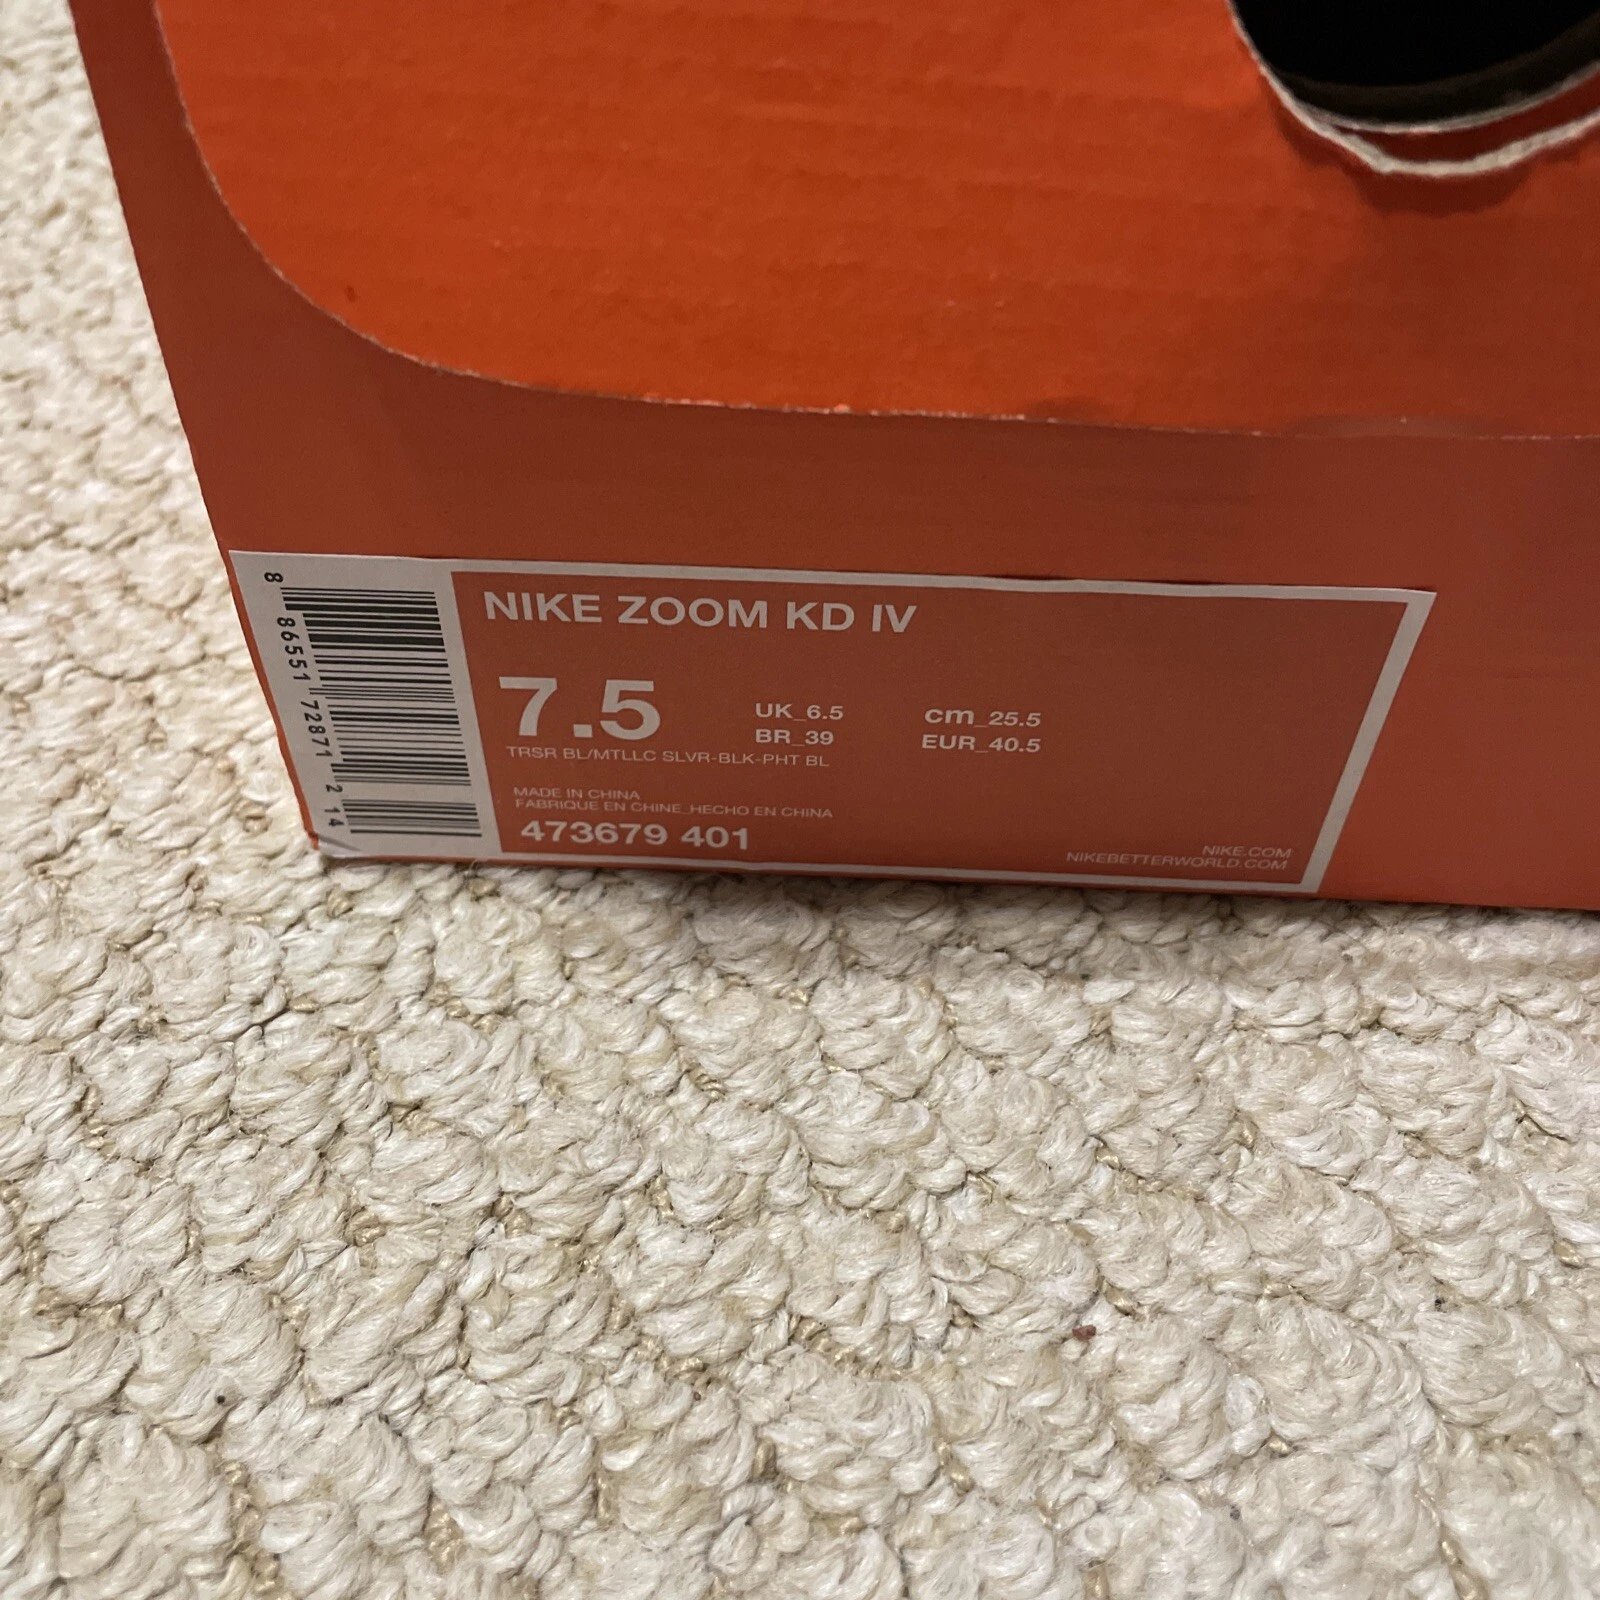 NIKE ZOOM KD IV
7.5 UK_6.5 cm_25.5
BR_39 EUR_40.5
TRSR BL/MTLLC SLVR-BLK-PHT BL
MADE IN CHINA
FABRIQUE EN CHINE_HECHO EN CHINA
473679 401
NIKE.COM
NIKEBETTERWORLD.COM
8 86551 72871 2 14